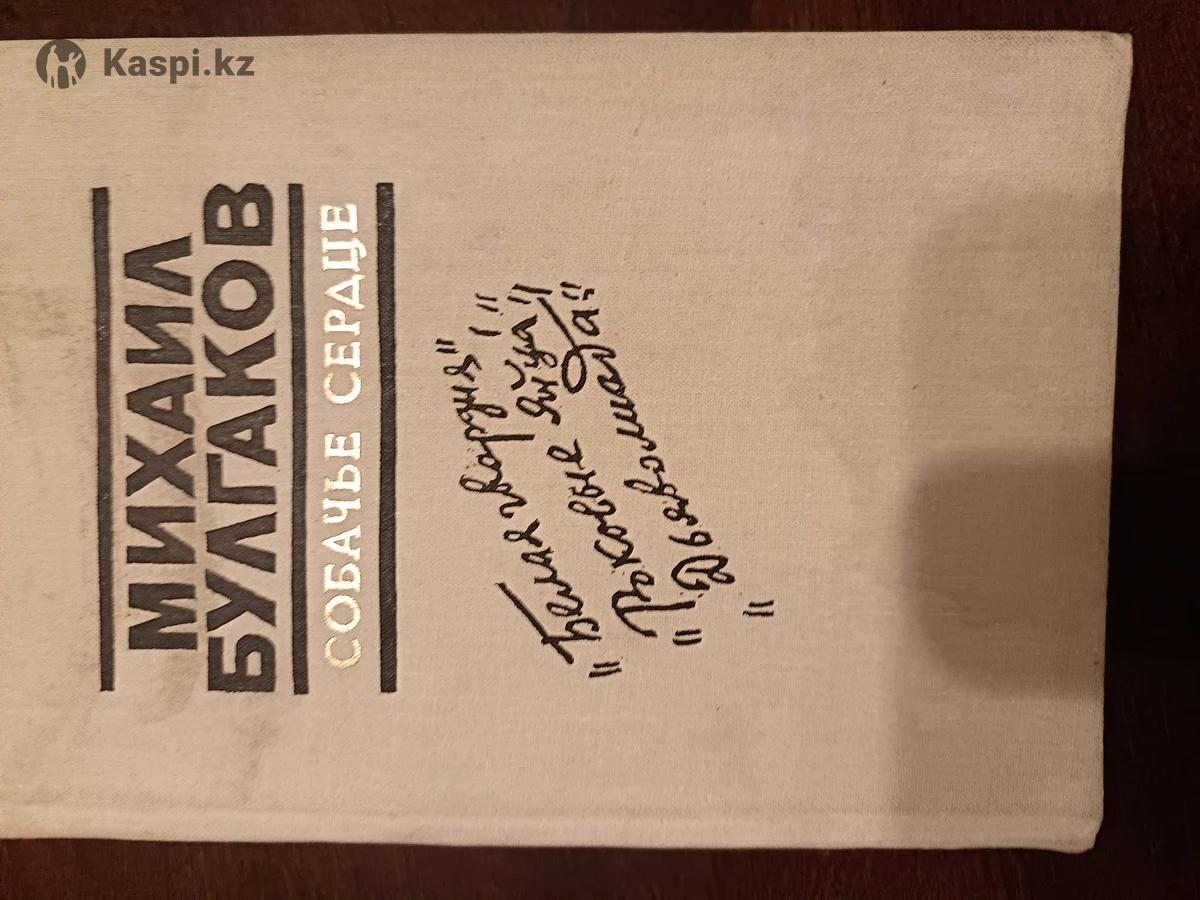 Kaspi.kz
МИХАИЛ
БУЛГАКОВ
СОБАЧЬЕ СЕРДЦЕ
"Белая гвардия",
"Роковые яйца",
"Дьяволиада"